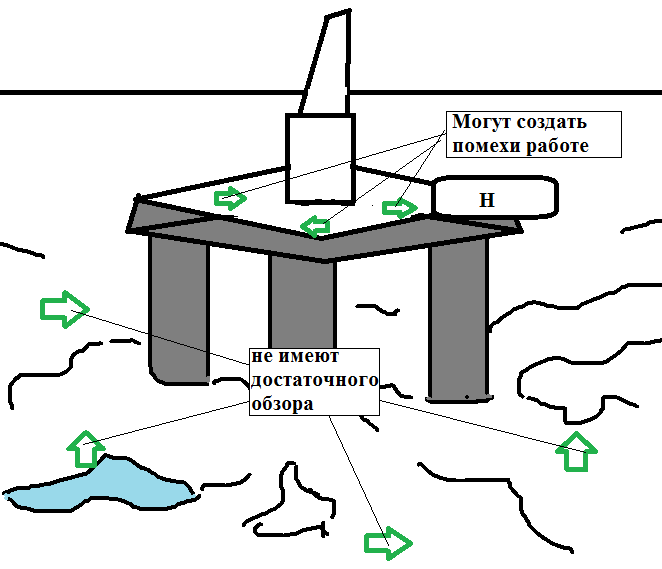 Могут создать
помехи работе
Н
не имеют
достаточного
обзора